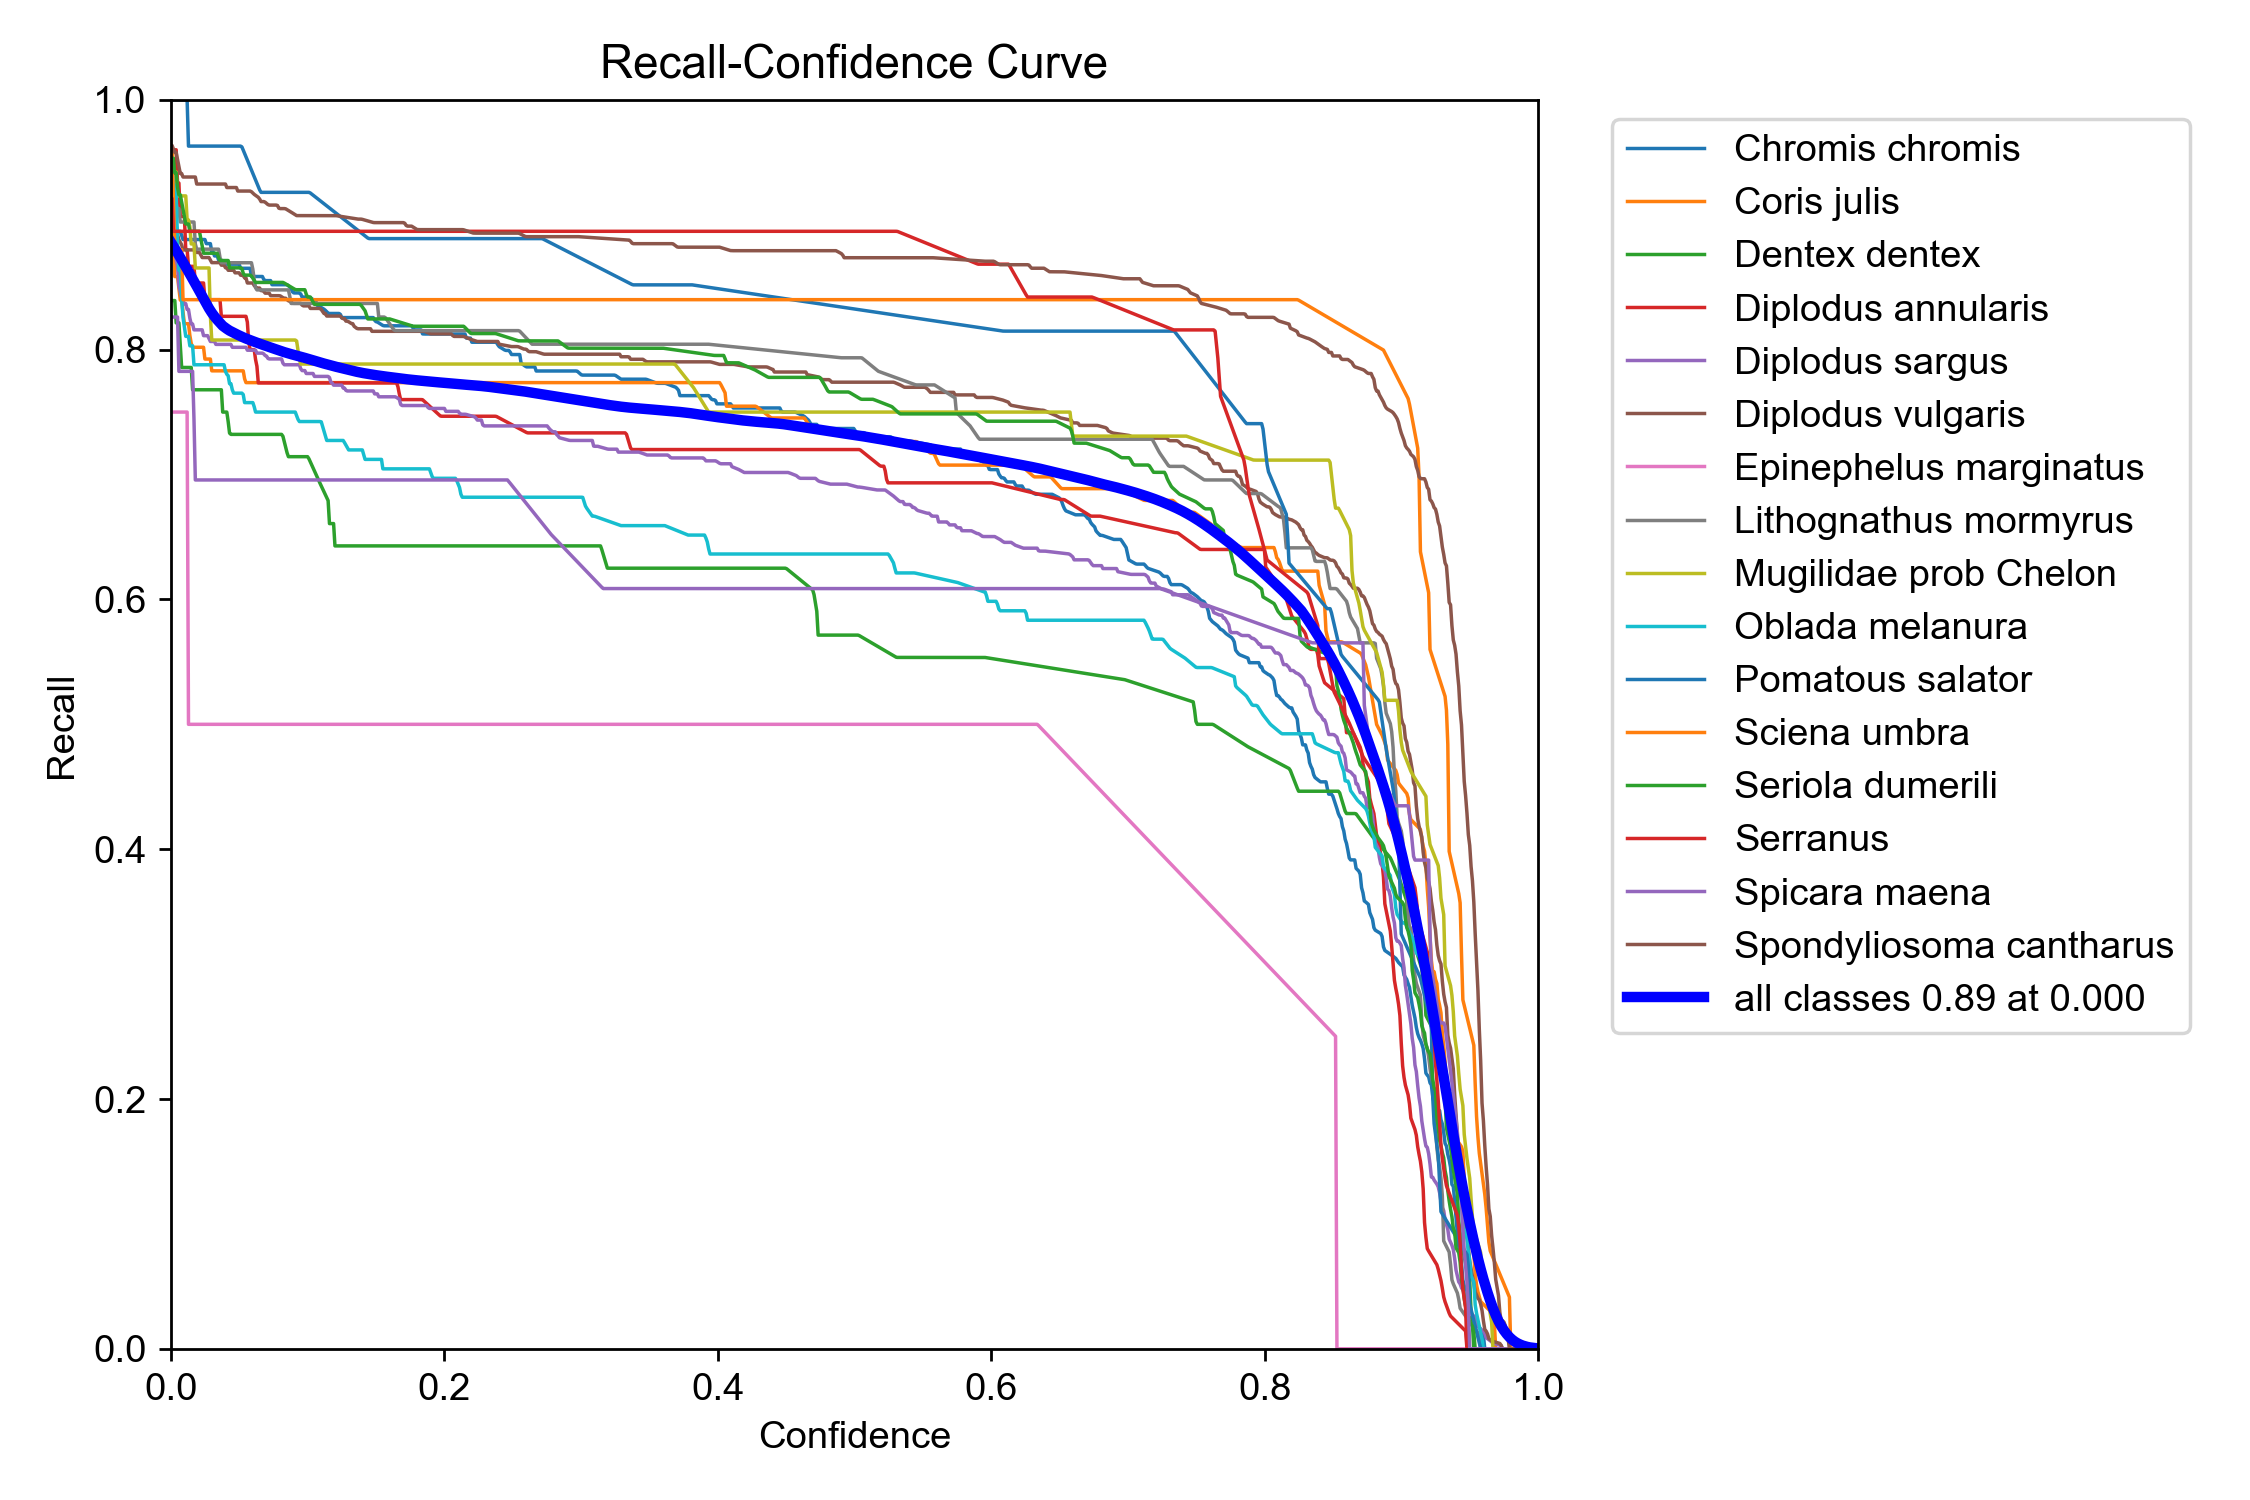 Recall-Confidence Curve
1.0
0.8
0.6
0.4
0.2
0.0
Recall
0.0 0.2 0.4 0.6 0.8 1.0
Confidence
Chromis chromis
Coris julis
Dentex dentex
Diplodus annularis
Diplodus sargus
Diplodus vulgaris
Epinephelus marginatus
Lithognathus mormyrus
Mugilidae prob Chelon
Oblada melanura
Pomatous salator
Sciena umbra
Seriola dumerili
Serranus
Spicara maena
Spondyliosoma cantharus
all classes 0.89 at 0.000